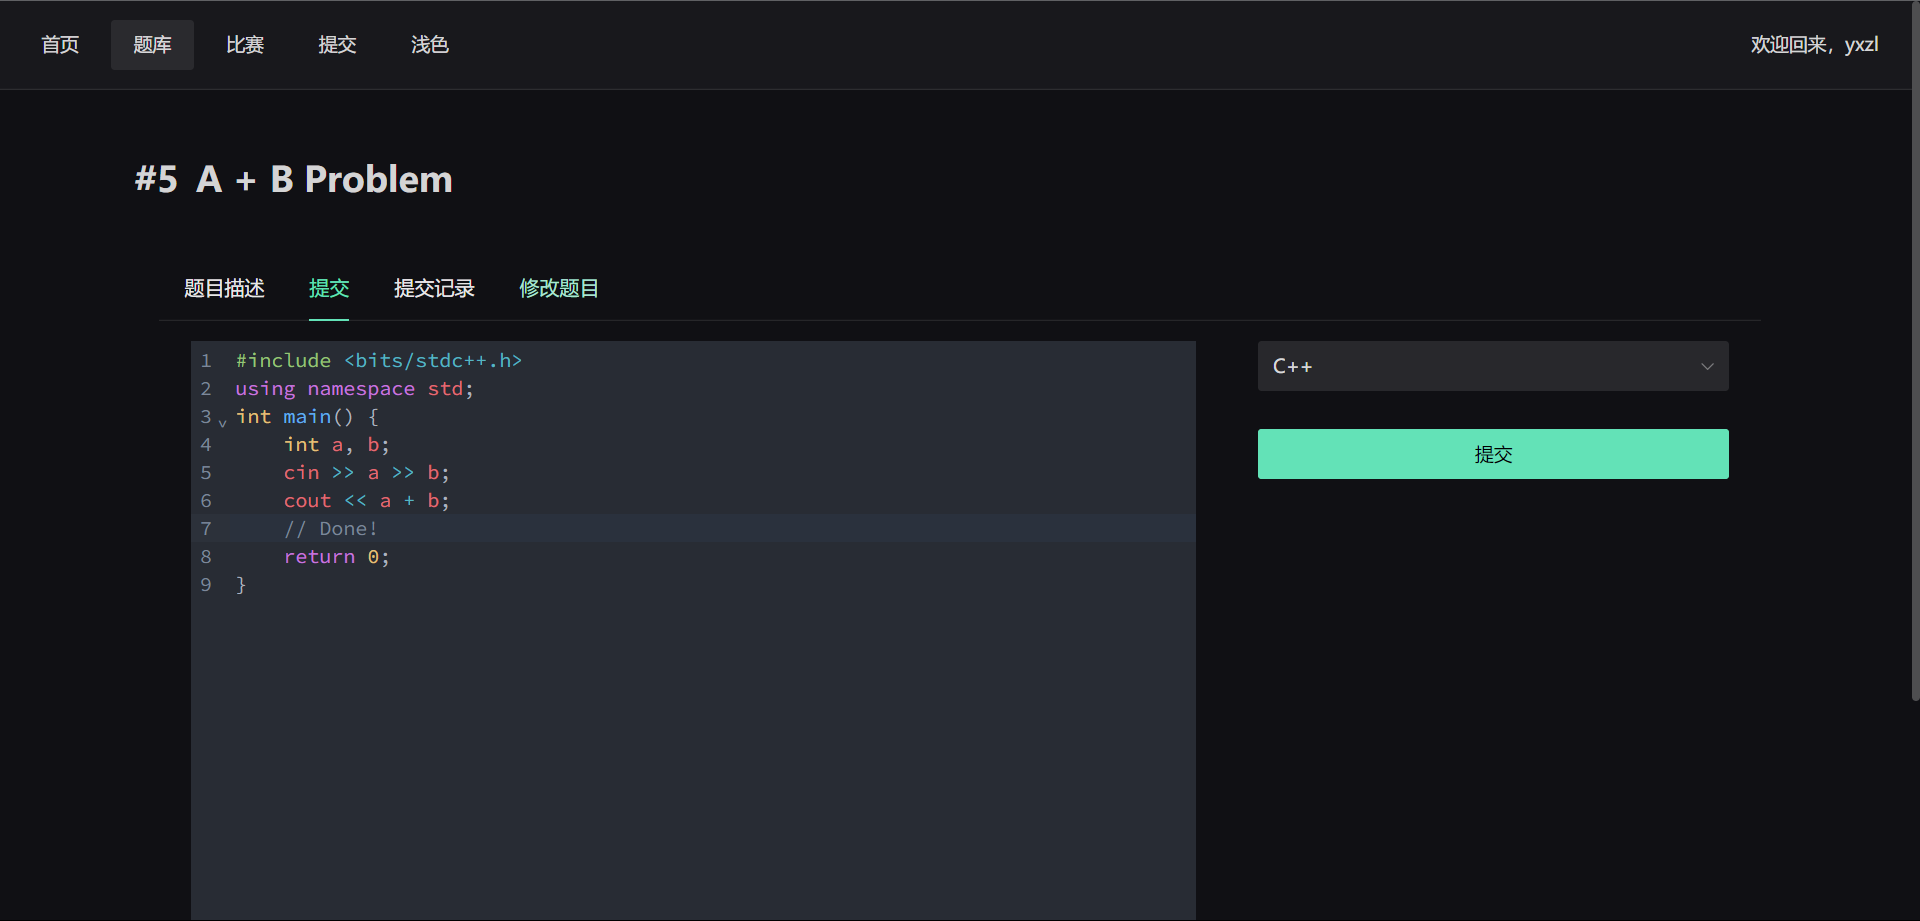 首页 题库 比赛 提交 浅色 欢迎回来，yxzl
#5 A + B Problem
题目描述 提交 提交记录 修改题目
1 #include <bits/stdc++.h>
2 using namespace std;
3 int main() {
4     int a, b;
5     cin >> a >> b;
6     cout << a + b;
7     // Done!
8     return 0;
9 }
C++
提交